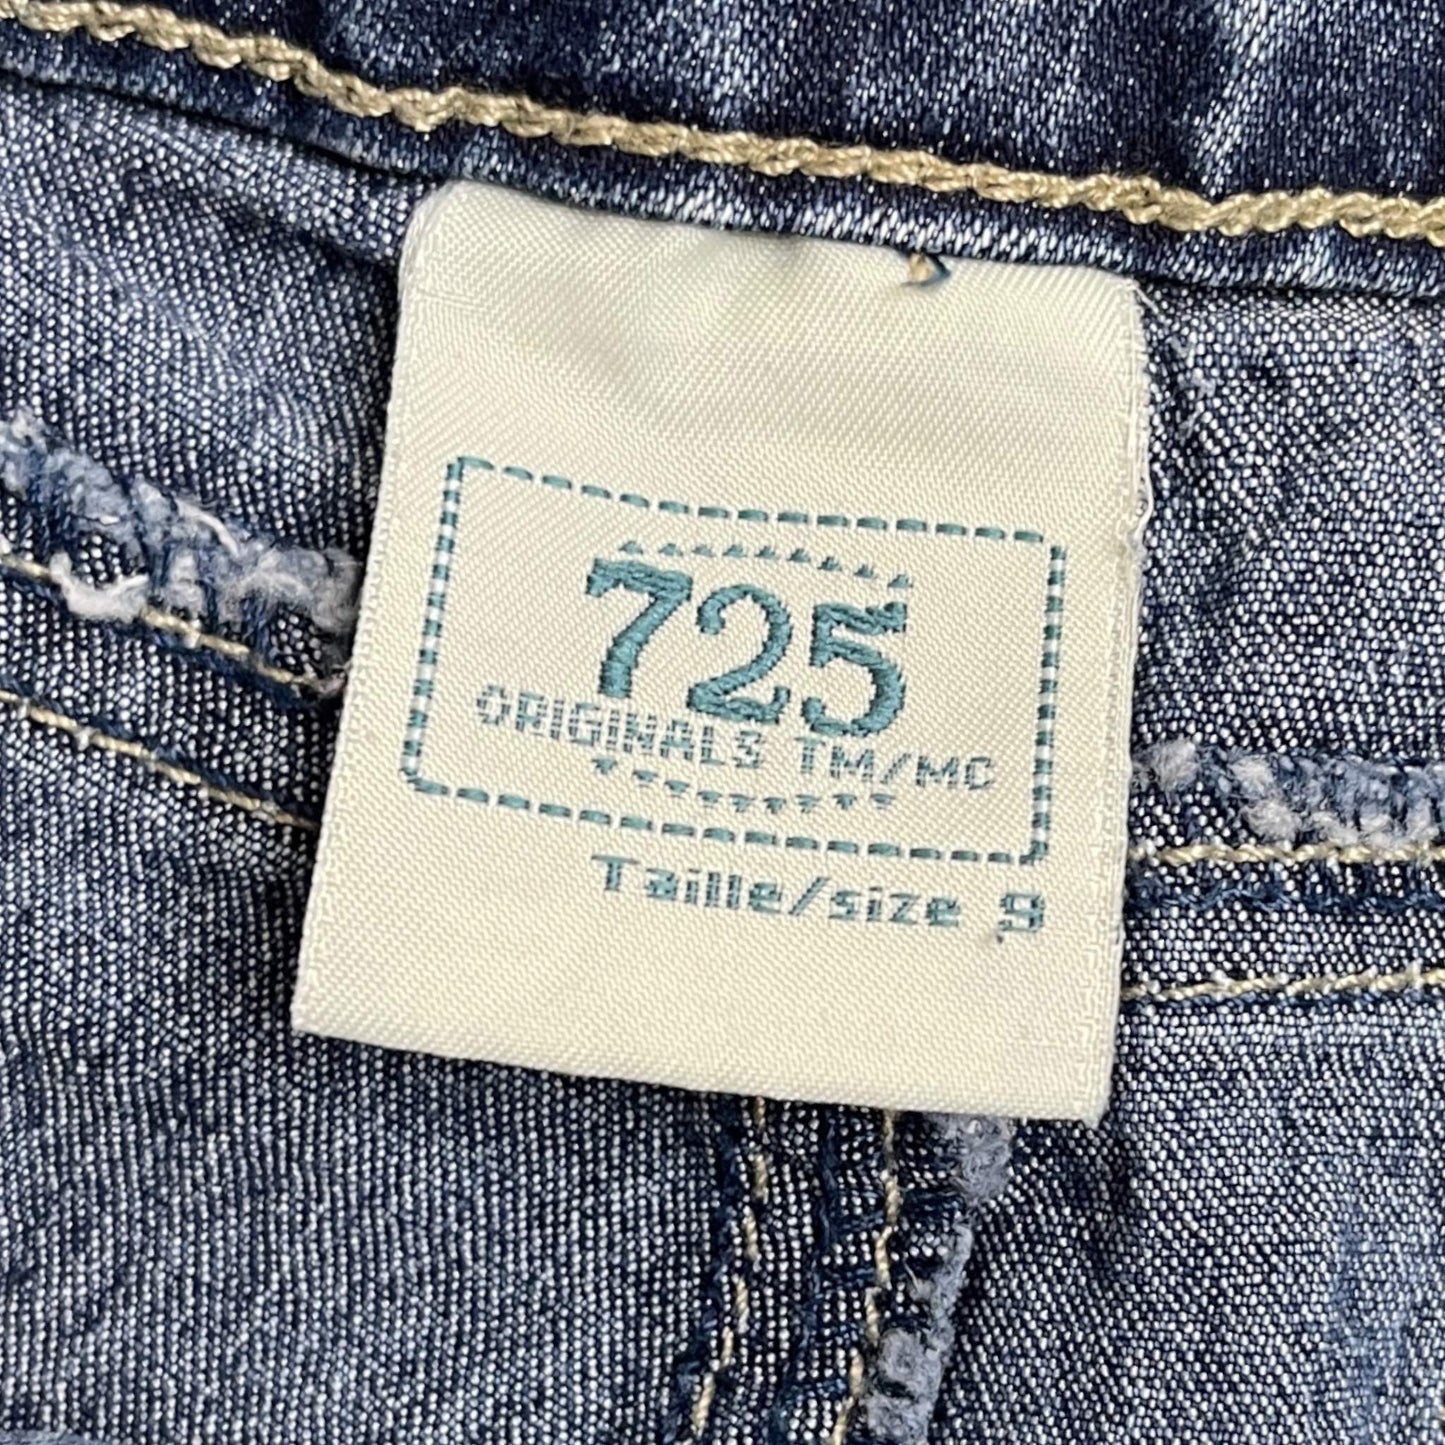 725
ORIGINALS TM/MC
Taille/size 9